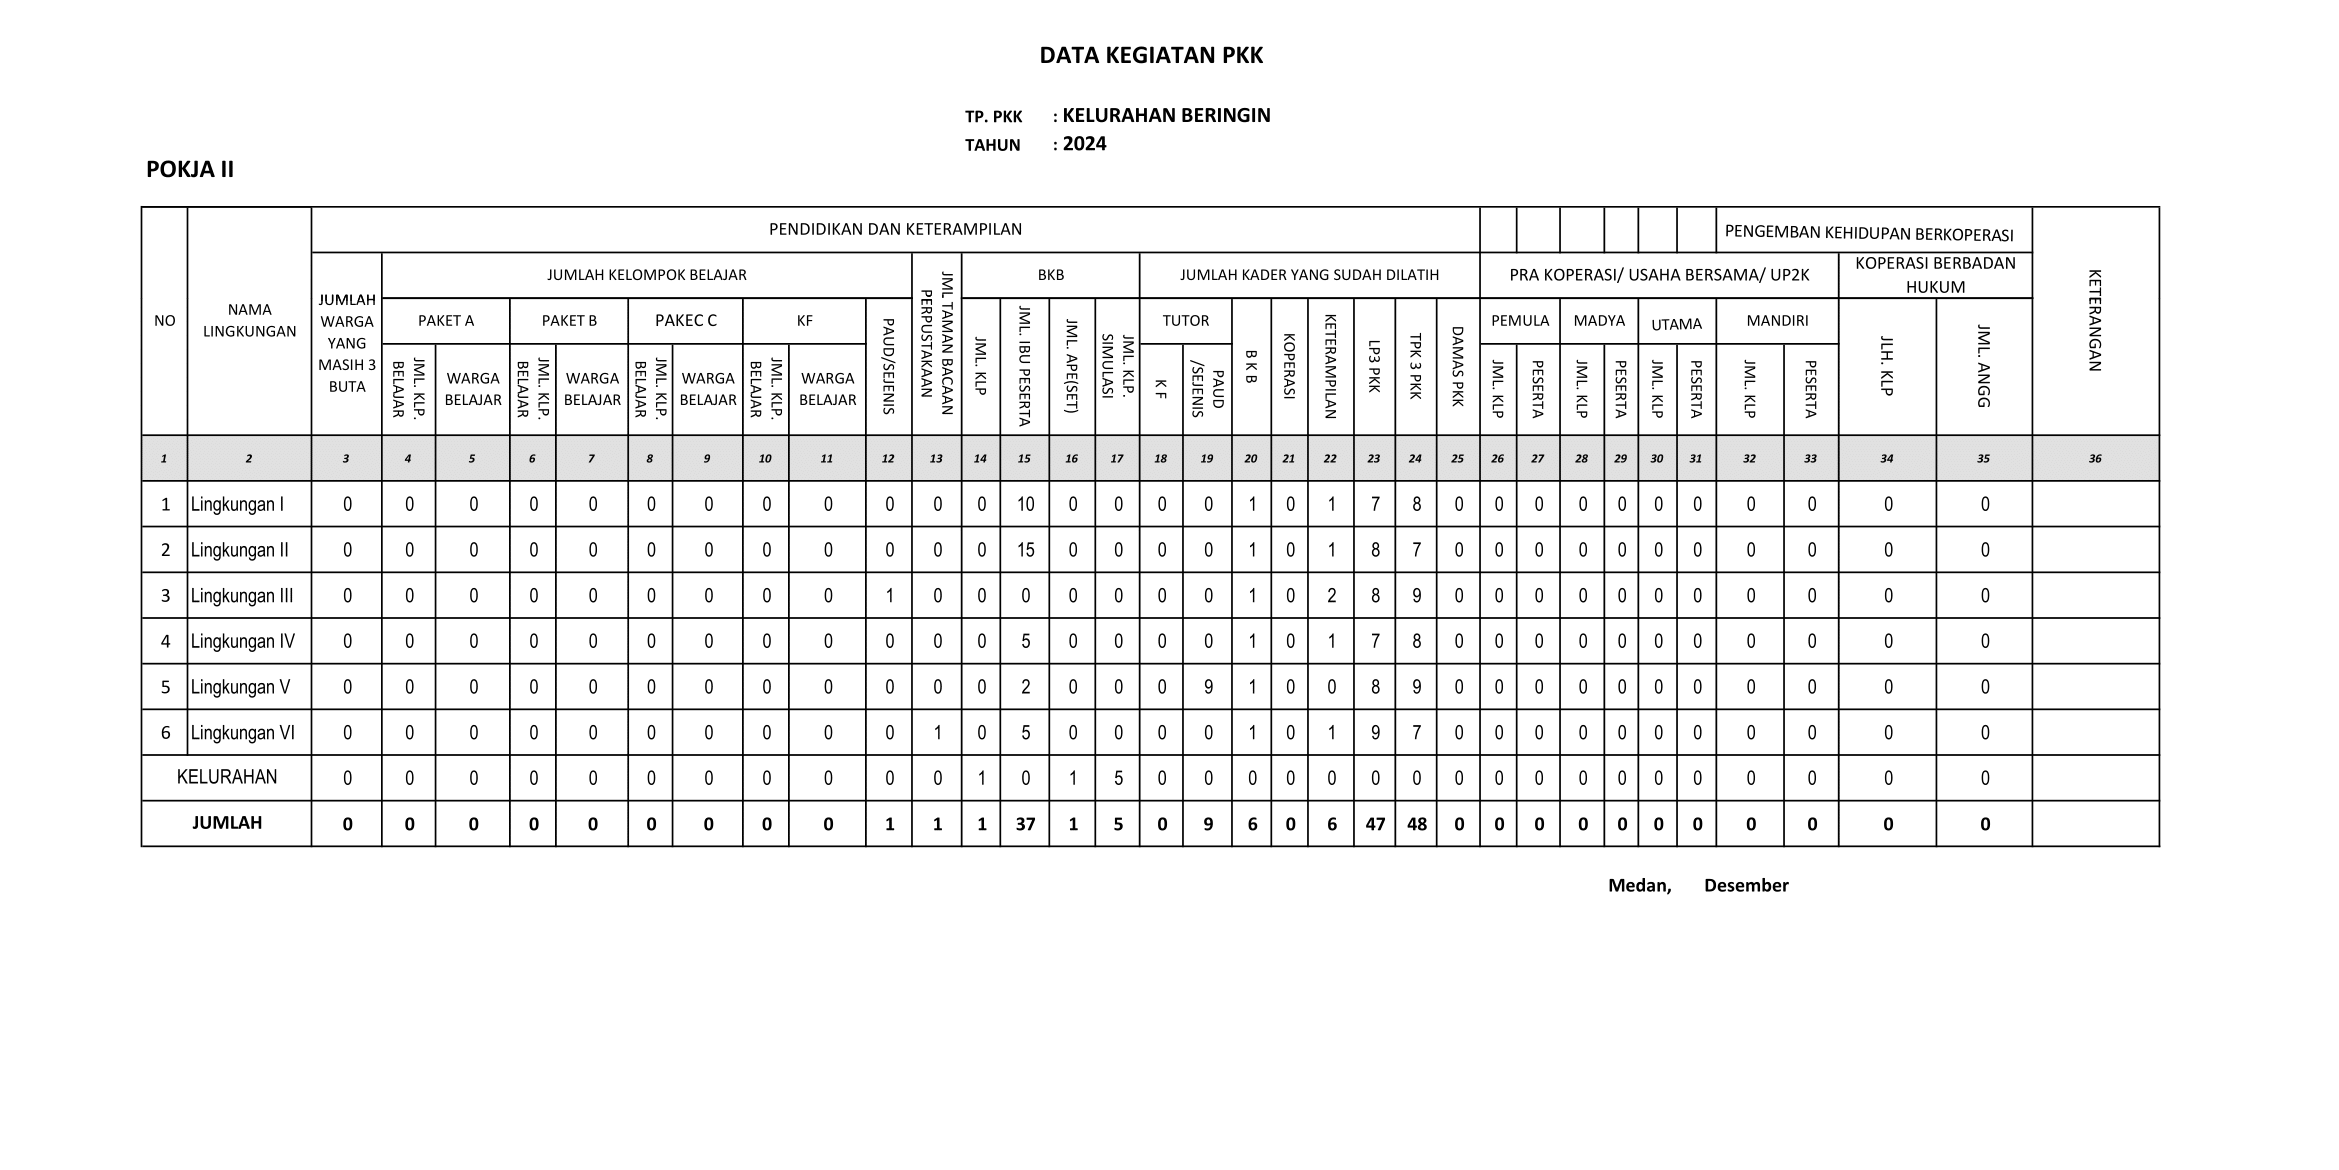 DATA KEGIATAN PKK
TP. PKK : KELURAHAN BERINGIN
TAHUN : 2024
POKJA II
PENDIDIKAN DAN KETERAMPILAN
PENGEMBAN KEHIDUPAN BERKOPERASI
NO
NAMA
LINGKUNGAN
JUMLAH
WARGA
YANG
MASIH 3
BUTA
JUMLAH KELOMPOK BELAJAR
JML TAMAN BACAAN
PERPUSTAKAAN
BKB
JUMLAH KADER YANG SUDAH DILATIH
PRA KOPERASI/ USAHA BERSAMA/ UP2K
KOPERASI BERBADAN
HUKUM
KETERANGAN
PAKET A
PAKET B
PAKEC C
KF
PAUD/SEJENIS
JML. KLP
JML. IBU PESERTA
JML. APE(SET)
JML. KLP.
SIMULASI
TUTOR
B K B
KOPERASI
KETERAMPILAN
LP3 PKK
TPK 3 PKK
DAMAS PKK
PEMULA
MADYA
UTAMA
MANDIRI
JLH. KLP
JML. ANGG
JML. KLP.
BELAJAR
WARGA
BELAJAR
JML. KLP.
BELAJAR
WARGA
BELAJAR
JML. KLP.
BELAJAR
WARGA
BELAJAR
JML. KLP.
BELAJAR
WARGA
BELAJAR
K F
PAUD
/SEJENIS
JML. KLP
PESERTA
JML. KLP
PESERTA
JML. KLP
PESERTA
JML. KLP
PESERTA
1 2 3 4 5 6 7 8 9 10 11 12 13 14 15 16 17 18 19 20 21 22 23 24 25 26 27 28 29 30 31 32 33 34 35 36
1 Lingkungan I 0 0 0 0 0 0 0 0 0 0 0 0 10 0 0 0 0 1 0 1 7 8 0 0 0 0 0 0 0 0 0 0 0
2 Lingkungan II 0 0 0 0 0 0 0 0 0 0 0 0 15 0 0 0 0 1 0 1 8 7 0 0 0 0 0 0 0 0 0 0 0
3 Lingkungan III 0 0 0 0 0 0 0 0 0 1 0 0 0 0 0 0 0 1 0 2 8 9 0 0 0 0 0 0 0 0 0 0 0
4 Lingkungan IV 0 0 0 0 0 0 0 0 0 0 0 0 5 0 0 0 0 1 0 1 7 8 0 0 0 0 0 0 0 0 0 0 0
5 Lingkungan V 0 0 0 0 0 0 0 0 0 0 0 0 2 0 0 0 9 1 0 0 8 9 0 0 0 0 0 0 0 0 0 0 0
6 Lingkungan VI 0 0 0 0 0 0 0 0 0 0 1 0 5 0 0 0 0 1 0 1 9 7 0 0 0 0 0 0 0 0 0 0 0
KELURAHAN 0 0 0 0 0 0 0 0 0 0 0 1 0 1 5 0 0 0 0 0 0 0 0 0 0 0 0 0 0 0 0 0 0
JUMLAH 0 0 0 0 0 0 0 0 0 1 1 1 37 1 5 0 9 6 0 6 47 48 0 0 0 0 0 0 0 0 0 0 0
Medan, Desember